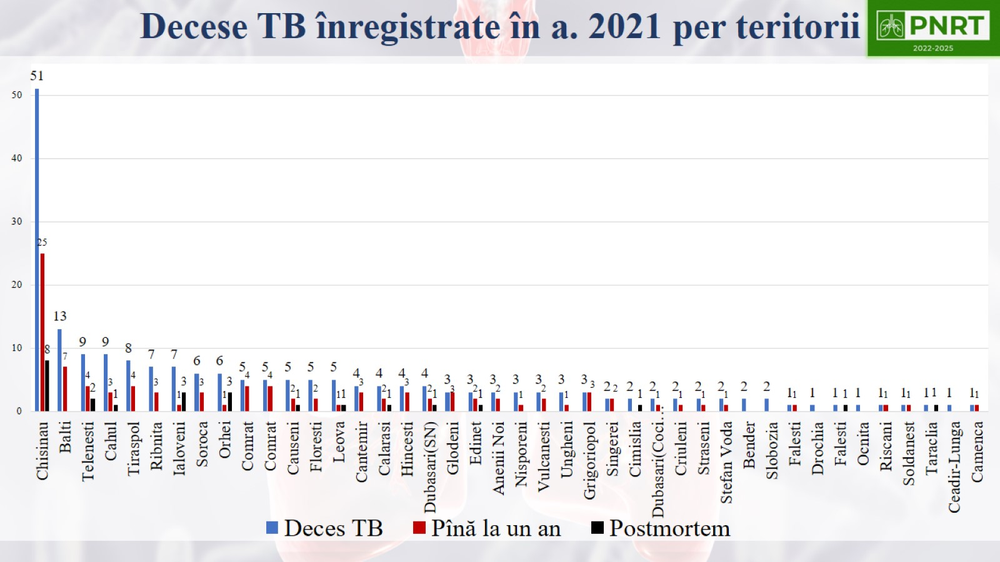 Decese TB înregistrate în a. 2021 per teritorii
PNRT
2022-2025
50
40
30
20
10
0
51 25 8
13 7
9 4 2
9 3 1
8 4
7 3
7 1 3
6 3
6 1 3
5 4
5 4
5 2 1
5 2
5 1 1
4 3
4 2 1
4 3
4 2 1
3 3
3 2 1
3 2
3 1
3 2
3 1
3 3
2 2
2 1
2 1
2 1
2 1
2 1
2
2
1 1
1
1 1
1
1 1
1 1
1 1
1
1 1
Chisinau
Balti
Telenesti
Cahul
Tiraspol
Ribnita
Ialoveni
Soroca
Orhei
Comrat
Comrat
Causeni
Floresti
Leova
Cantemir
Calarasi
Hincesti
Dubasari(SN)
Glodeni
Edinet
Anenii Noi
Nisporeni
Vulcanesti
Ungheni
Grigoriopol
Singerei
Cimislia
Dubasari(Coci…
Criuleni
Straseni
Stefan Voda
Bender
Slobozia
Falesti
Drochia
Falesti
Ocnita
Riscani
Soldanest
Taraclia
Ceadir-Lunga
Camenca
Deces TB
Pînă la un an
Postmortem